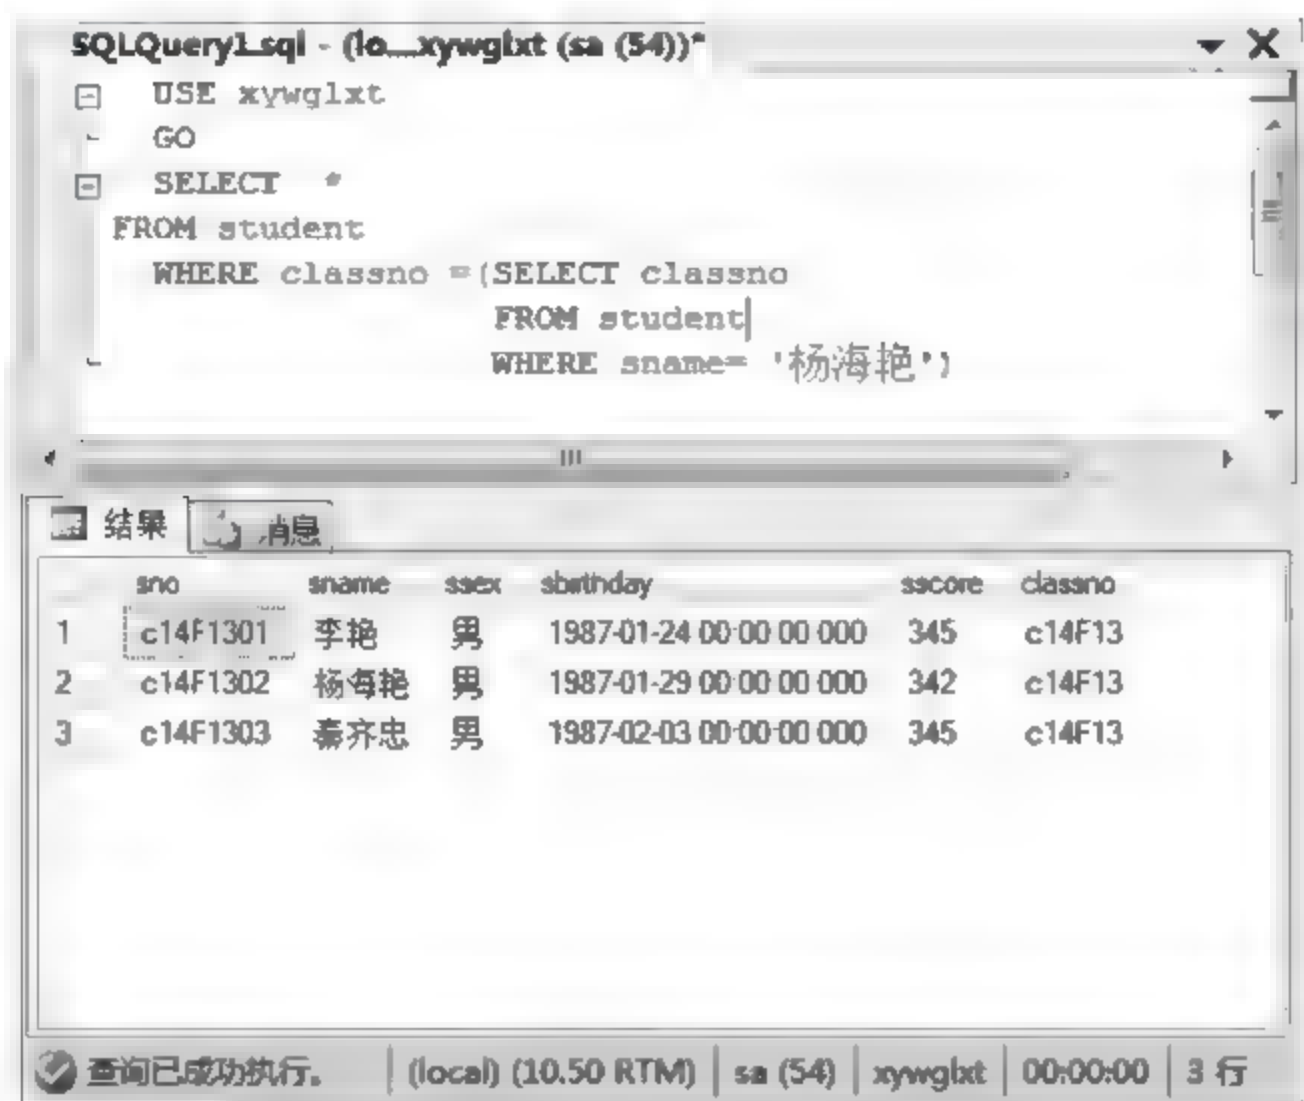 SQLQuery1.sql - (lo...xywglxt (sa (54))*
USE xywglxt
GO
SELECT *
FROM student
WHERE classno =(SELECT classno
FROM student
WHERE sname= '杨海艳')
结果 消息
sno sname ssex sbirthday sscore classno
1 c14F1301 李艳 男 1987-01-24 00:00:00.000 345 c14F13
2 c14F1302 杨海艳 男 1987-01-29 00:00:00.000 342 c14F13
3 c14F1303 秦齐忠 男 1987-02-03 00:00:00.000 345 c14F13
查询已成功执行。 (local) (10.50 RTM) sa (54) xywglxt 00:00:00 3 行